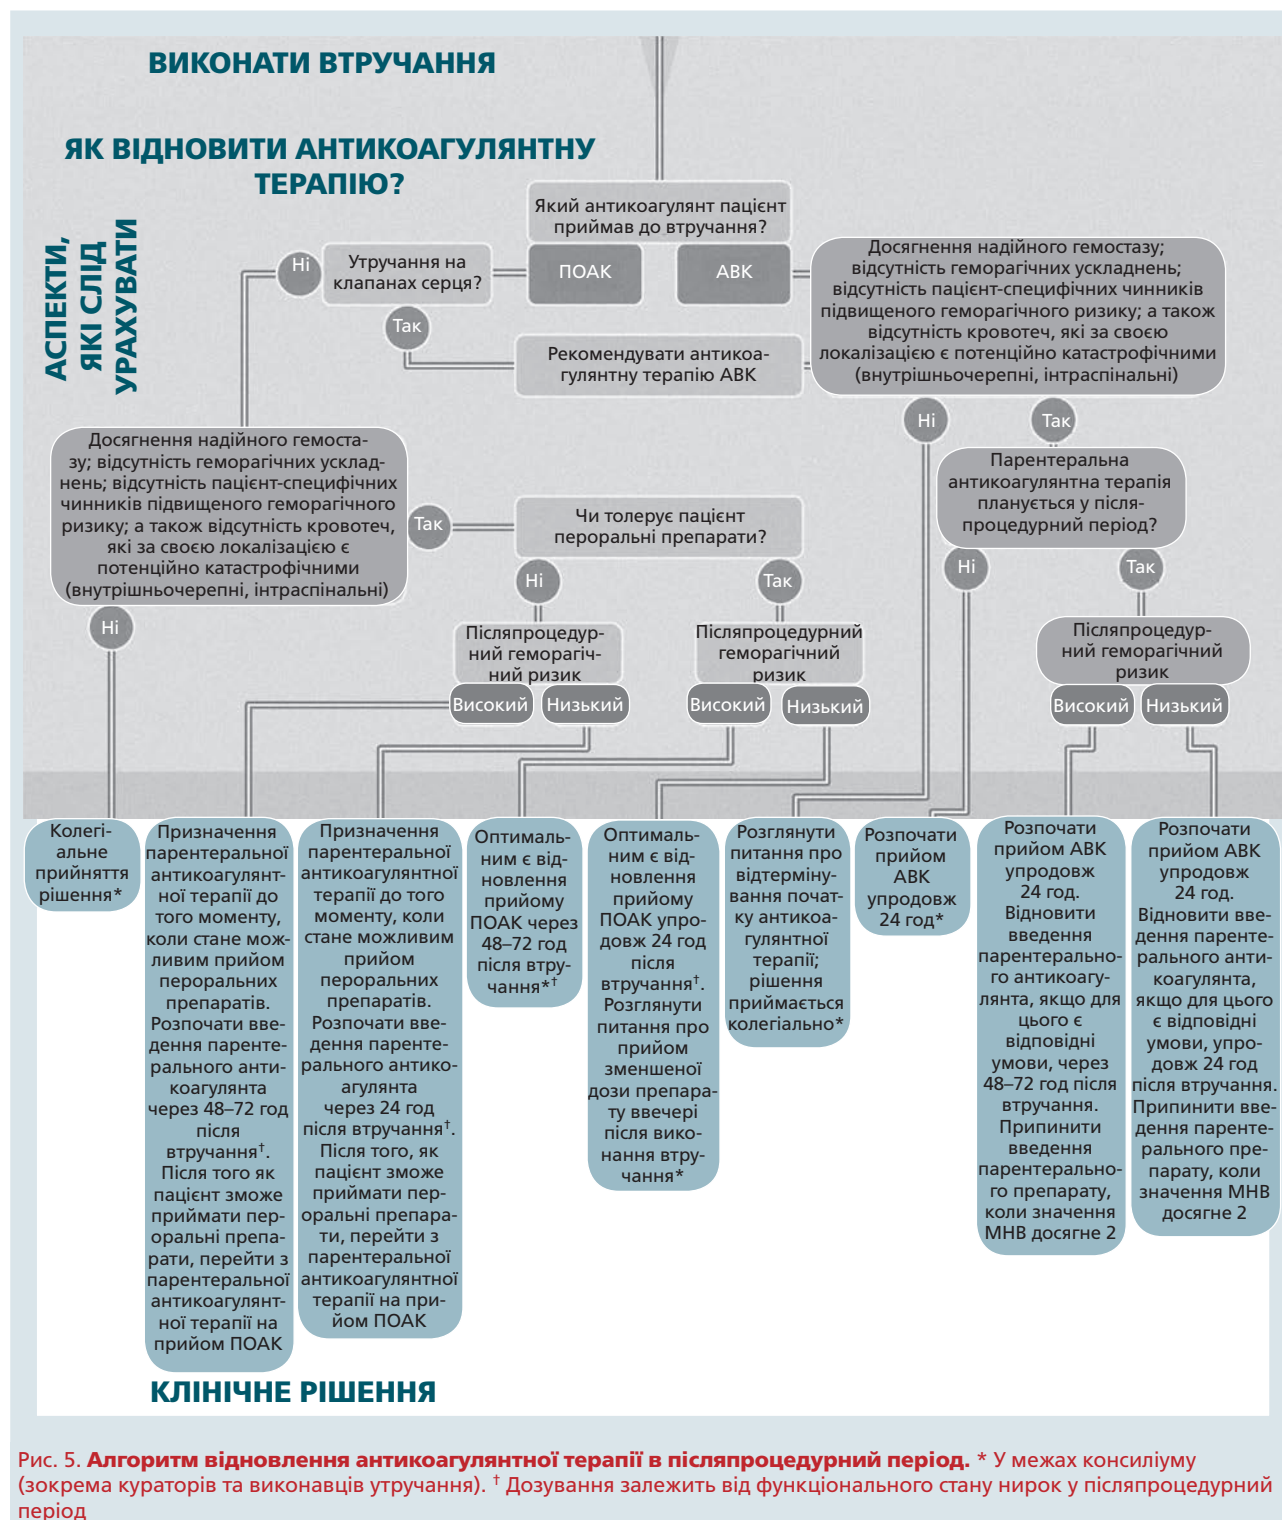 ВИКОНАТИ ВТРУЧАННЯ
ЯК ВІДНОВИТИ АНТИКОАГУЛЯНТНУ
ТЕРАПІЮ?
АСПЕКТИ,
ЯКІ СЛІД
УРАХУВАТИ
Який антикоагулянт пацієнт
приймав до втручання?
ПОАК
АВК
Утручання на
клапанах серця?
Ні
Так
Рекомендувати антикоа-
гулянтну терапію АВК
Досягнення надійного гемостазу;
відсутність геморагічних ускладнень;
відсутність пацієнт-специфічних чинників
підвищеного геморагічного ризику; а також
відсутність кровотеч, які за своєю
локалізацією є потенційно катастрофічними
(внутрішньочерепні, інтраспінальні)
Ні
Так
Досягнення надійного гемоста-
зу; відсутність геморагічних усклад-
нень; відсутність пацієнт-специфічних
чинників підвищеного геморагічного
ризику; а також відсутність кровотеч,
які за своєю локалізацією є
потенційно катастрофічними
(внутрішньочерепні, інтраспінальні)
Так
Ні
Чи толерує пацієнт
пероральні препарати?
Ні
Так
Парентеральна
антикоагулянтна терапія
планується у після-
процедурний період?
Ні
Так
Післяпроцедур-
ний геморагіч-
ний ризик
Високий
Низький
Післяпроцедурний
геморагічний
ризик
Високий
Низький
Післяпроцедур-
ний геморагічний
ризик
Високий
Низький
Колегі-
альне
прийняття
рішення*
Призначення
парентеральної
антикоагулянт-
ної терапії до
того моменту,
коли стане мож-
ливим прийом
пероральних
препаратів.
Розпочати вве-
дення паренте-
рального анти-
коагулянта
через 48–72 год
після
втручання†.
Після того як
пацієнт зможе
приймати пер-
оральні препа-
рати, перейти з
парентеральної
антикоагулянт-
ної терапії на
прийом ПОАК
Призначення
парентеральної
антикоагулянтної
терапії до того
моменту, коли
стане можливим
прийом
пероральних
препаратів.
Розпочати вве-
дення паренте-
рального антико-
агулянта
через 24 год
після втручання†.
Після того, як
пацієнт зможе
приймати пер-
оральні препара-
ти, перейти з
парентеральної
антикоагулянтної
терапії на при-
йом ПОАК
Оптималь-
ним є від-
новлення
прийому
ПОАК через
48–72 год
після втру-
чання*†
Оптималь-
ним є від-
новлення
прийому
ПОАК упро-
довж 24 год
після
втручання†.
Розглянути
питання про
прийом
зменшеної
дози препара-
ту ввечері
після вико-
нання втру-
чання*
Розглянути
питання про
відтерміну-
вання почат-
ку антикоа-
гулянтної
терапії;
рішення
приймається
колегіально*
Розпочати
прийом
АВК
упродовж
24 год*
Розпочати
прийом АВК
упродовж
24 год.
Відновити
введення
парентерально-
го антикоагу-
лянта, якщо для
цього є
відповідні
умови, через
48–72 год після
втручання.
Припинити
введення
парентерально-
го препарату,
коли значення
МНВ досягне 2
Розпочати
прийом АВК
упродовж
24 год.
Відновити вве-
дення паренте-
рального анти-
коагулянта,
якщо для цього
є відповідні
умови, упро-
довж 24 год
після втручання.
Припинити вве-
дення паренте-
рального пре-
парату, коли
значення МНВ
досягне 2
КЛІНІЧНЕ РІШЕННЯ
Рис. 5. Алгоритм відновлення антикоагулянтної терапії в післяпроцедурний період. * У межах консиліуму
(зокрема кураторів та виконавців утручання). † Дозування залежить від функціонального стану нирок у післяпроцедурний
період